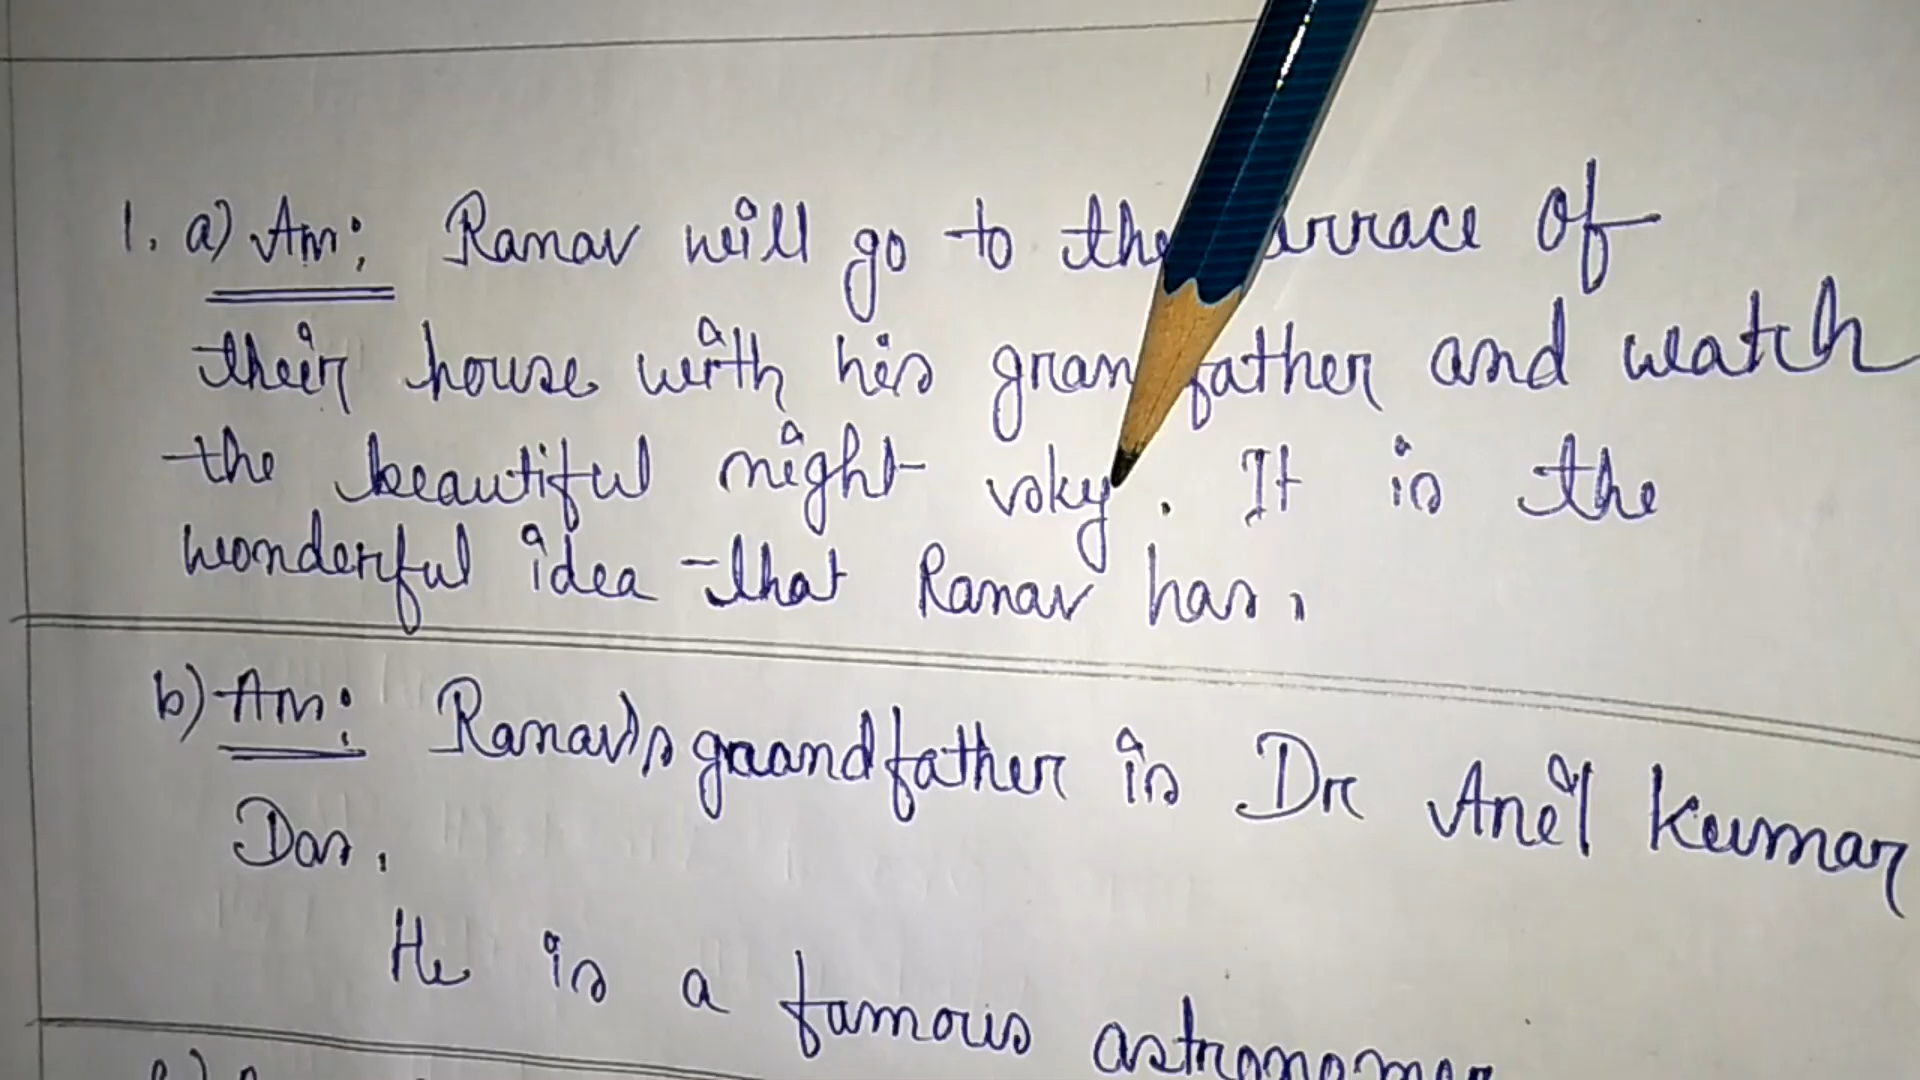 1. a) Ans: Ranav will go to the terrace of
their house with his grandfather and watch
the beautiful night sky. It is the
wonderful idea that Ranav has.
b) Ans: Ranav's graandfather is Dr Anil Kumar
Das.
He is a famous astronomer